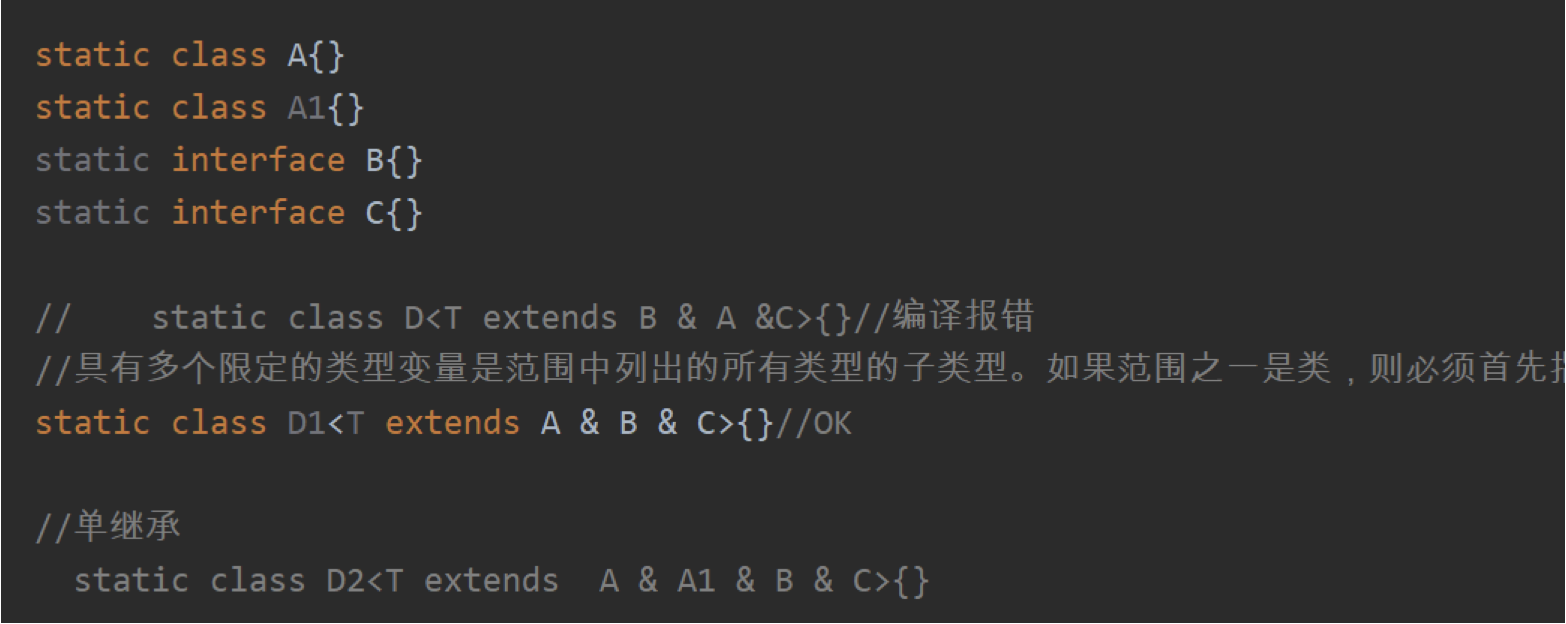 static class A{}
static class A1{}
static interface B{}
static interface C{}
//    static class D<T extends B & A &C>{}//编译报错
//具有多个限定的类型变量是范围中列出的所有类型的子类型。如果范围之一是类，则必须首先
static class D1<T extends A & B & C>{}//OK
//单继承
static class D2<T extends  A & A1 & B & C>{}